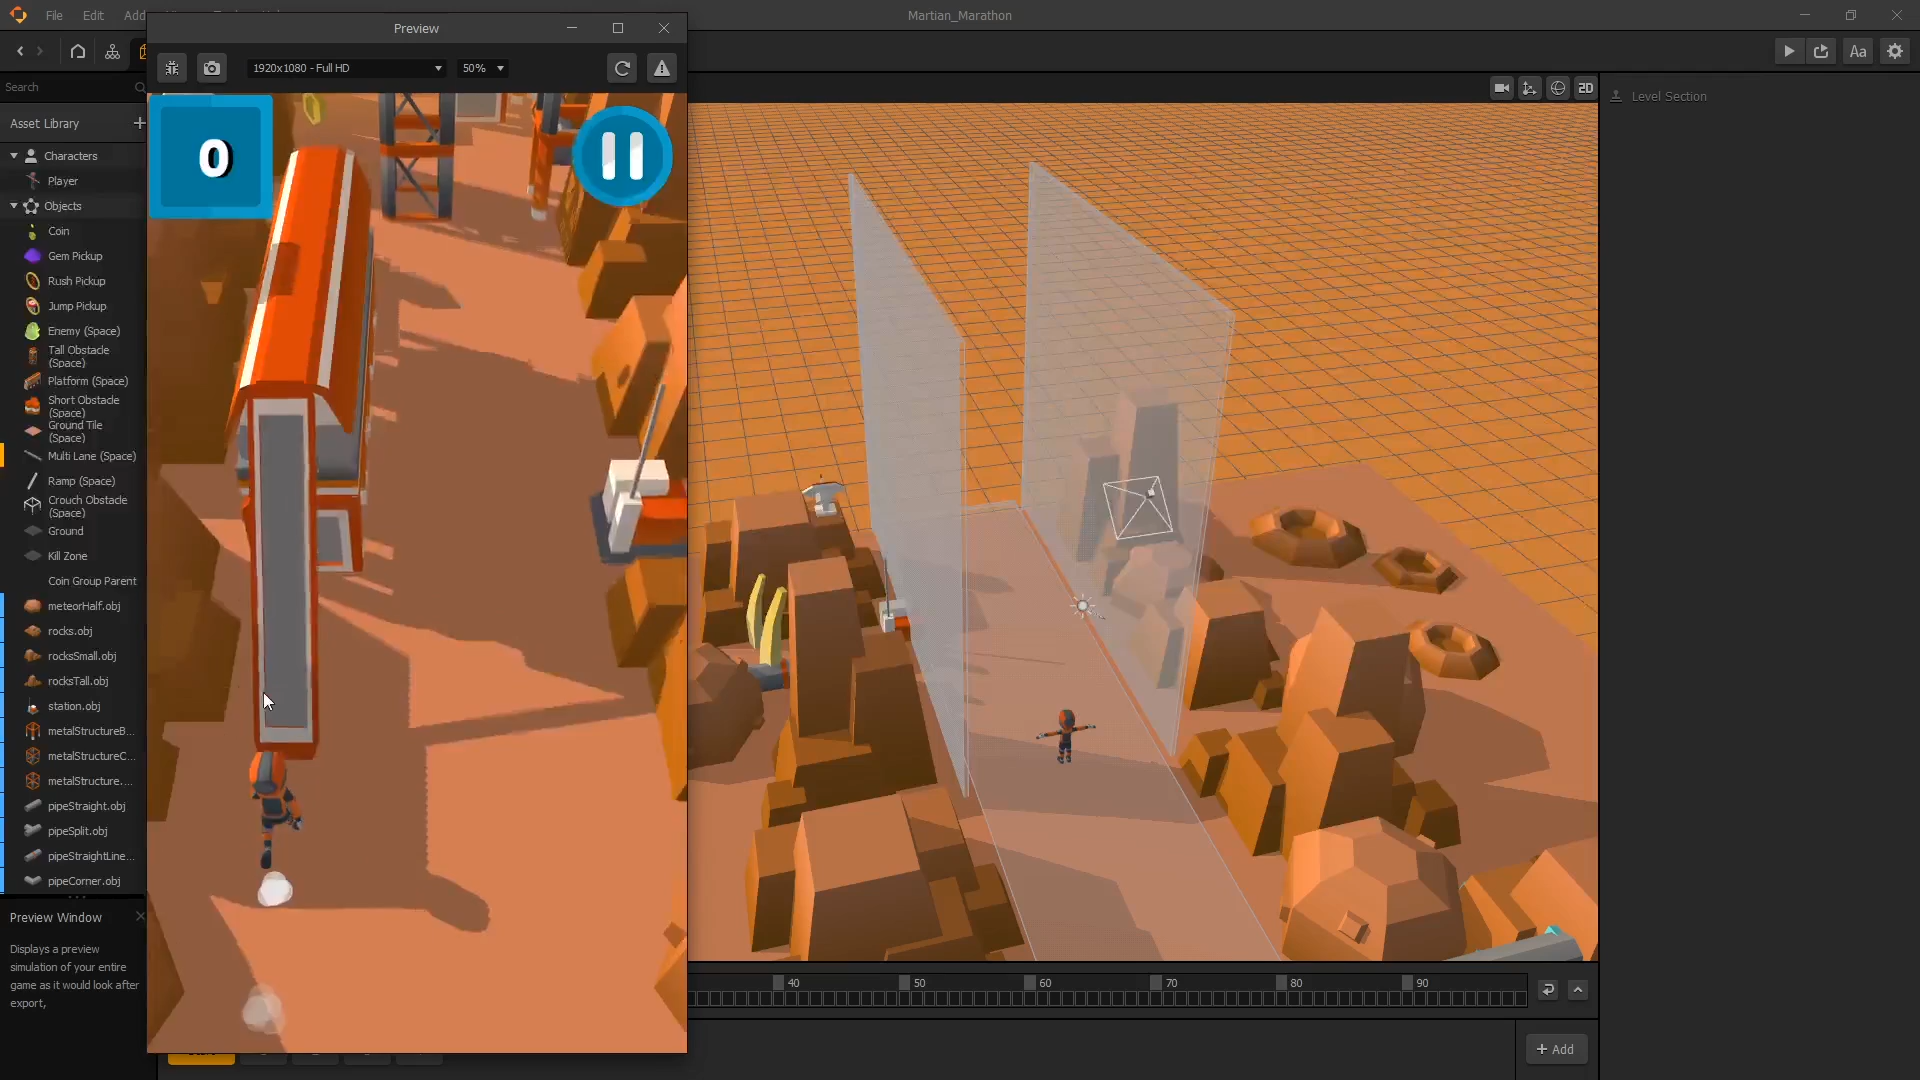 File Edit Add
Martian_Marathon
Preview
1920x1080 - Full HD
50%
Aa
Search
2D
Level Section
Asset Library
0
Characters
Player
Objects
Coin
Gem Pickup
Rush Pickup
Jump Pickup
Enemy (Space)
Tall Obstacle
(Space)
Platform (Space)
Short Obstacle
(Space)
Ground Tile
(Space)
Multi Lane (Space)
Ramp (Space)
Crouch Obstacle
(Space)
Ground
Kill Zone
Coin Group Parent
meteorHalf.obj
rocks.obj
rocksSmall.obj
rocksTall.obj
station.obj
metalStructureB...
metalStructureC...
metalStructure....
pipeStraight.obj
pipeSplit.obj
pipeStraightLine...
pipeCorner.obj
Preview Window
Displays a preview
simulation of your entire
game as it would look after
export,
40 50 60 70 80 90
+ Add